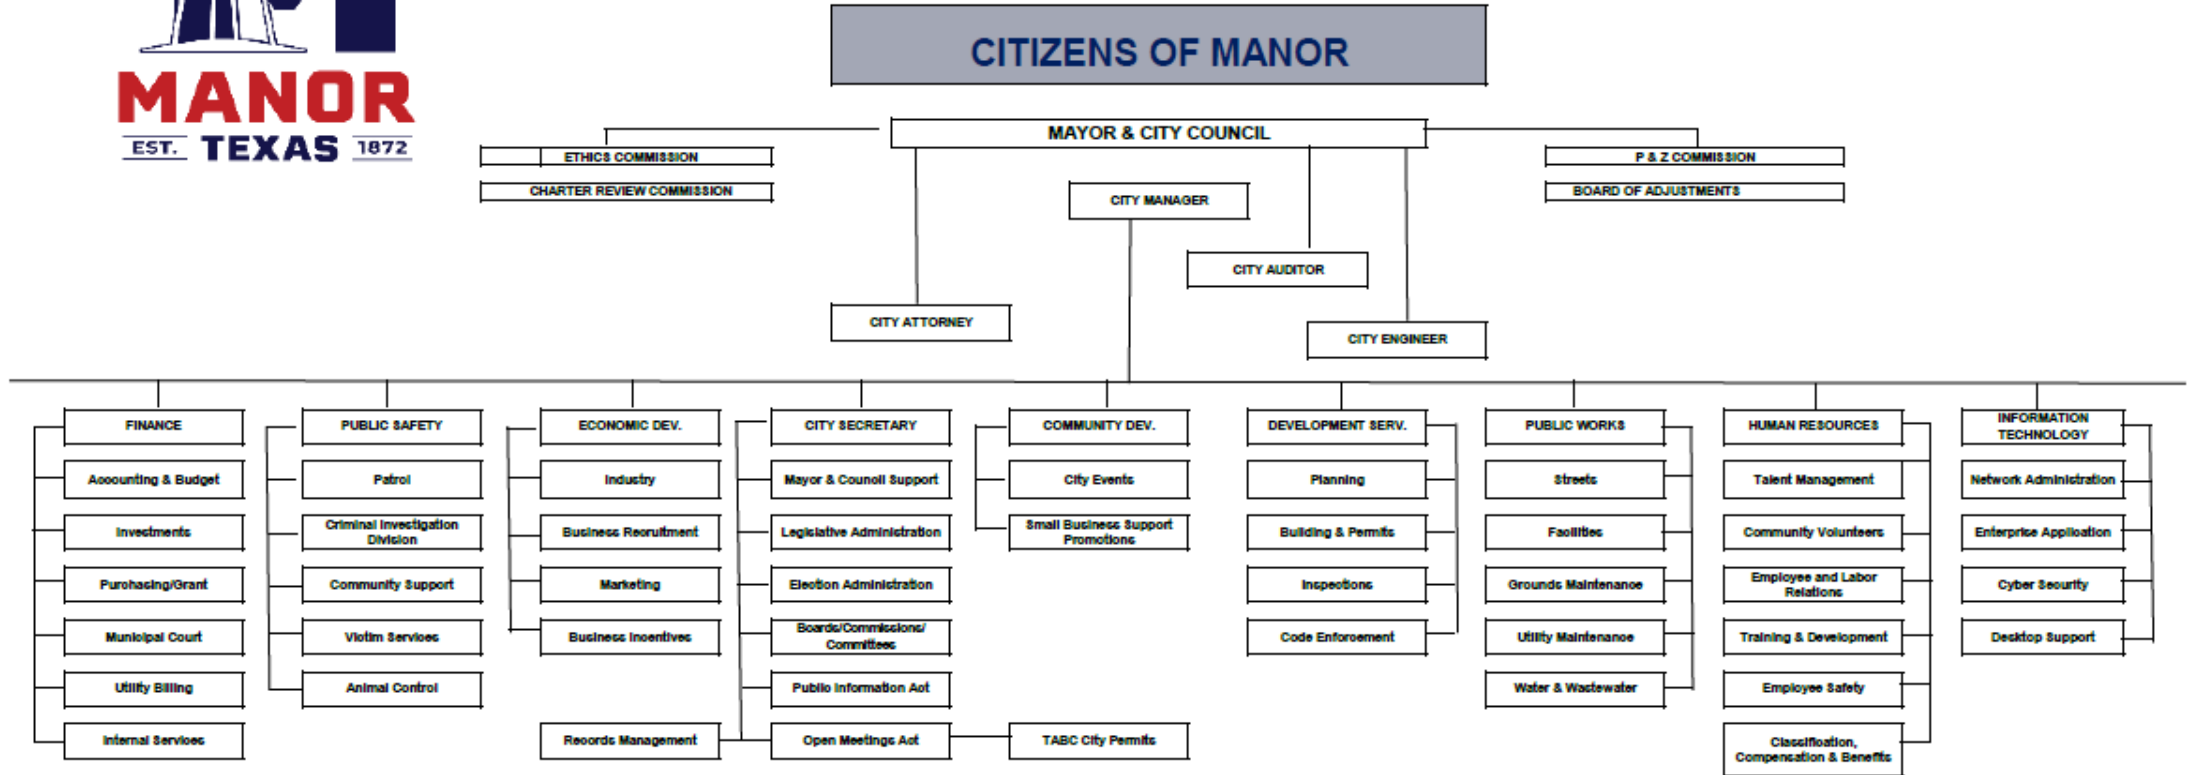 CITIZENS OF MANOR
MANOR
EST. TEXAS 1872
MAYOR & CITY COUNCIL
ETHICS COMMISSION
P & Z COMMISSION
CHARTER REVIEW COMMISSION
BOARD OF ADJUSTMENTS
CITY MANAGER
CITY AUDITOR
CITY ATTORNEY
CITY ENGINEER
FINANCE
Accounting & Budget
Investments
Purchasing/Grant
Municipal Court
Utility Billing
Internal Services
PUBLIC SAFETY
Patrol
Criminal Investigation
Division
Community Support
Victim Services
Animal Control
ECONOMIC DEV.
Industry
Business Recruitment
Marketing
Business Incentives
CITY SECRETARY
Mayor & Council Support
Legislative Administration
Election Administration
Boards/Commissions/
Committees
Public Information Act
Records Management
Open Meetings Act
TABC City Permits
COMMUNITY DEV.
City Events
Small Business Support
Promotions
DEVELOPMENT SERV.
Planning
Building & Permits
Inspections
Code Enforcement
PUBLIC WORKS
Streets
Facilities
Grounds Maintenance
Utility Maintenance
Water & Wastewater
HUMAN RESOURCES
Talent Management
Community Volunteers
Employee and Labor
Relations
Training & Development
Employee Safety
Classification,
Compensation & Benefits
INFORMATION
TECHNOLOGY
Network Administration
Enterprise Application
Cyber Security
Desktop Support